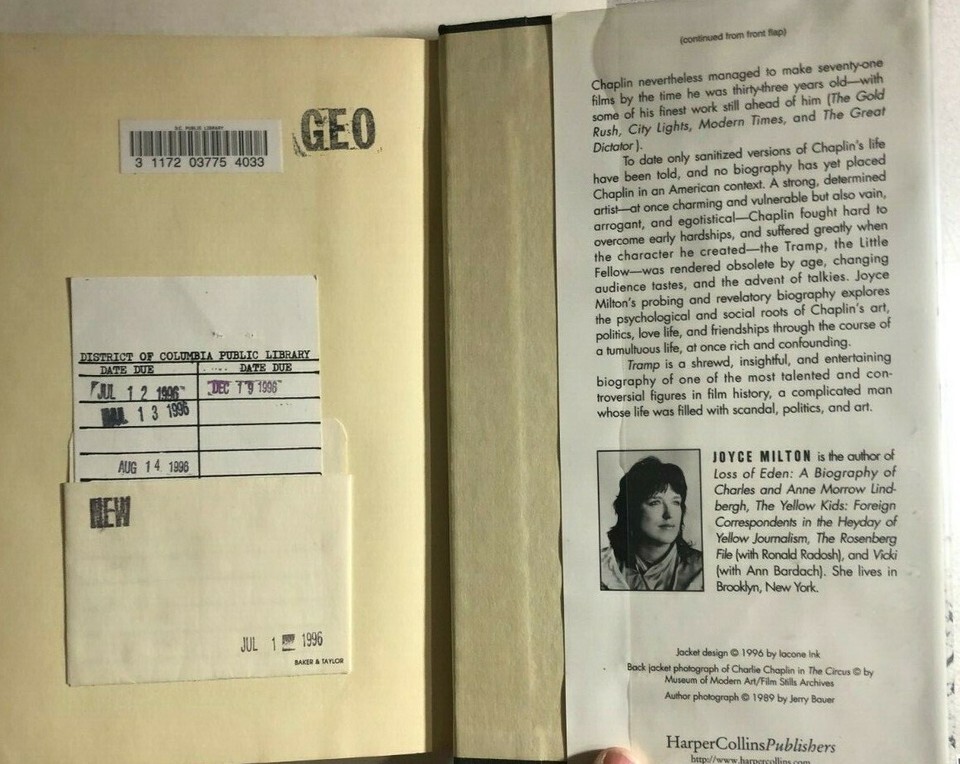 D.C. PUBLIC LIBRARY
3 1172 03775 4033
GEO
DISTRICT OF COLUMBIA PUBLIC LIBRARY
DATE DUE DATE DUE
JUL 12 1996 DEC 19 1996
13 1996
AUG 14 1996
NEW
JUL 1 1996
BAKER & TAYLOR
(continued from front flap)
Chaplin nevertheless managed to make seventy-one
films by the time he was thirty-three years old—with
some of his finest work still ahead of him (The Gold
Rush, City Lights, Modern Times, and The Great
Dictator).
To date only sanitized versions of Chaplin's life
have been told, and no biography has yet placed
Chaplin in an American context. A strong, determined
artist—at once charming and vulnerable but also vain,
arrogant, and egotistical—Chaplin fought hard to
overcome early hardships, and suffered greatly when
the character he created—the Tramp, the Little
Fellow—was rendered obsolete by age, changing
audience tastes, and the advent of talkies. Joyce
Milton's probing and revelatory biography explores
the psychological and social roots of Chaplin's art,
politics, love life, and friendships through the course of
a tumultuous life, at once rich and confounding.
Tramp is a shrewd, insightful, and entertaining
biography of one of the most talented and con-
troversial figures in film history, a complicated man
whose life was filled with scandal, politics, and art.
JOYCE MILTON is the author of
Loss of Eden: A Biography of
Charles and Anne Morrow Lind-
bergh, The Yellow Kids: Foreign
Correspondents in the Heyday of
Yellow Journalism, The Rosenberg
File (with Ronald Radosh), and Vicki
(with Ann Bardach). She lives in
Brooklyn, New York.
Jacket design © 1996 by Iacone Ink
Back jacket photograph of Charlie Chaplin in The Circus © by
Museum of Modern Art/Film Stills Archives
Author photograph © 1989 by Jerry Bauer
HarperCollinsPublishers
http://www.harpercollins.com